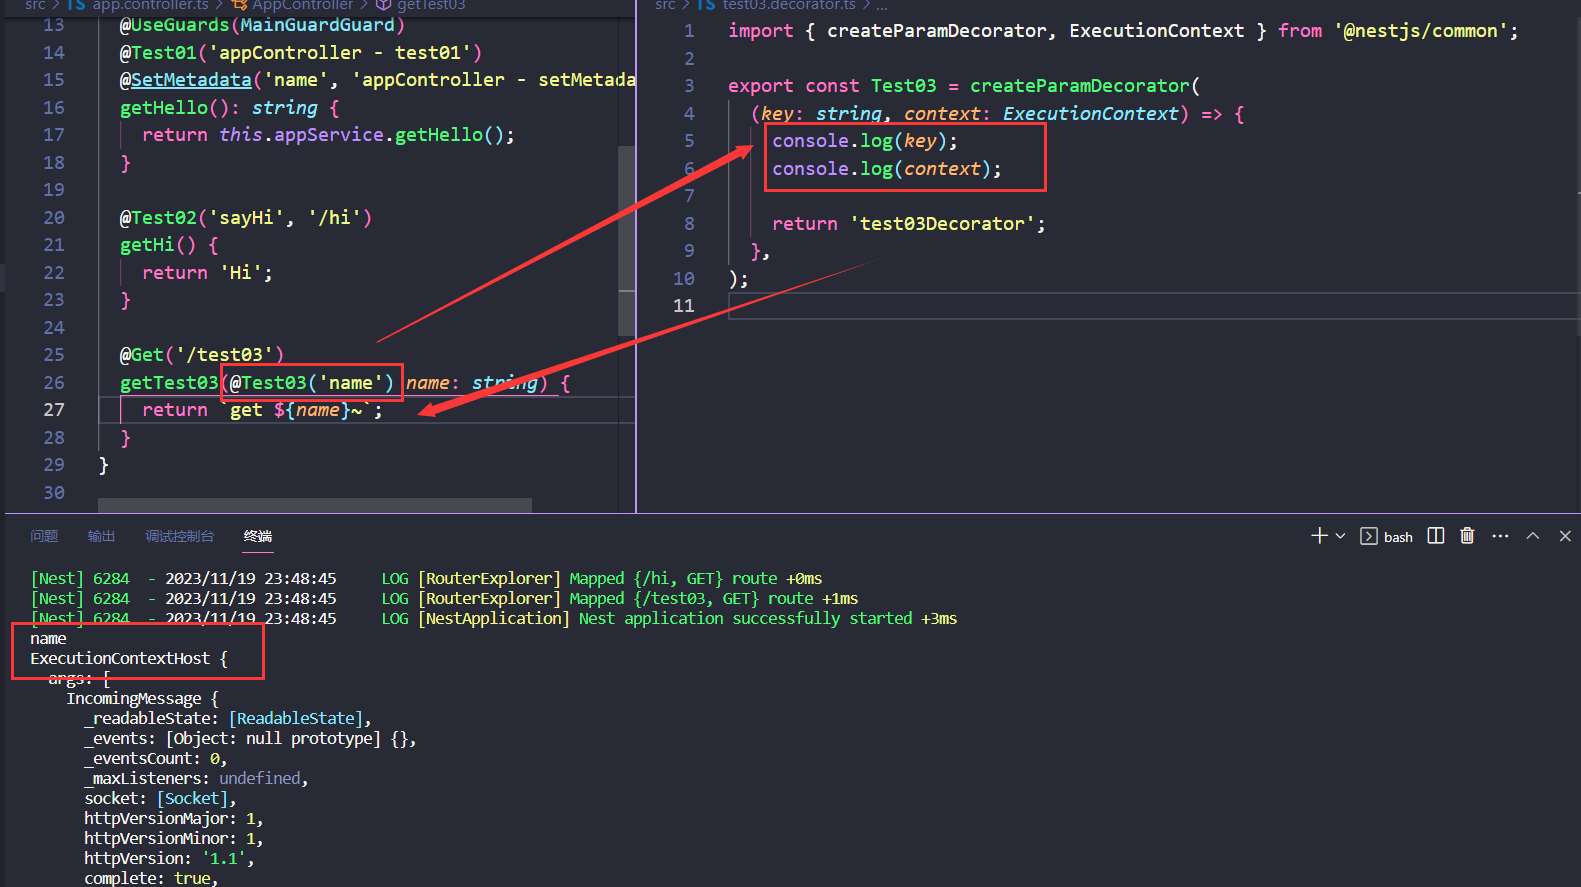 src > TS app.controller.ts > AppController > getTest03
13 @UseGuards(MainGuardGuard)
14 @Test01('appController - test01')
15 @SetMetadata('name', 'appController - setMetada
16 getHello(): string {
17 return this.appService.getHello();
18 }
19
20 @Test02('sayHi', '/hi')
21 getHi() {
22 return 'Hi';
23 }
24
25 @Get('/test03')
26 getTest03(@Test03('name') name: string) {
27 return `get ${name}~`;
28 }
29 }
30
src > TS test03.decorator.ts > ...
1 import { createParamDecorator, ExecutionContext } from '@nestjs/common';
2
3 export const Test03 = createParamDecorator(
4 (key: string, context: ExecutionContext) => {
5 console.log(key);
6 console.log(context);
7
8 return 'test03Decorator';
9 },
10 );
11
问题 输出 调试控制台 终端
bash
[Nest] 6284 - 2023/11/19 23:48:45 LOG [RouterExplorer] Mapped {/hi, GET} route +0ms
[Nest] 6284 - 2023/11/19 23:48:45 LOG [RouterExplorer] Mapped {/test03, GET} route +1ms
[Nest] 6284 - 2023/11/19 23:48:45 LOG [NestApplication] Nest application successfully started +3ms
name
ExecutionContextHost {
args: [
IncomingMessage {
_readableState: [ReadableState],
_events: [Object: null prototype] {},
_eventsCount: 0,
_maxListeners: undefined,
socket: [Socket],
httpVersionMajor: 1,
httpVersionMinor: 1,
httpVersion: '1.1',
complete: true,